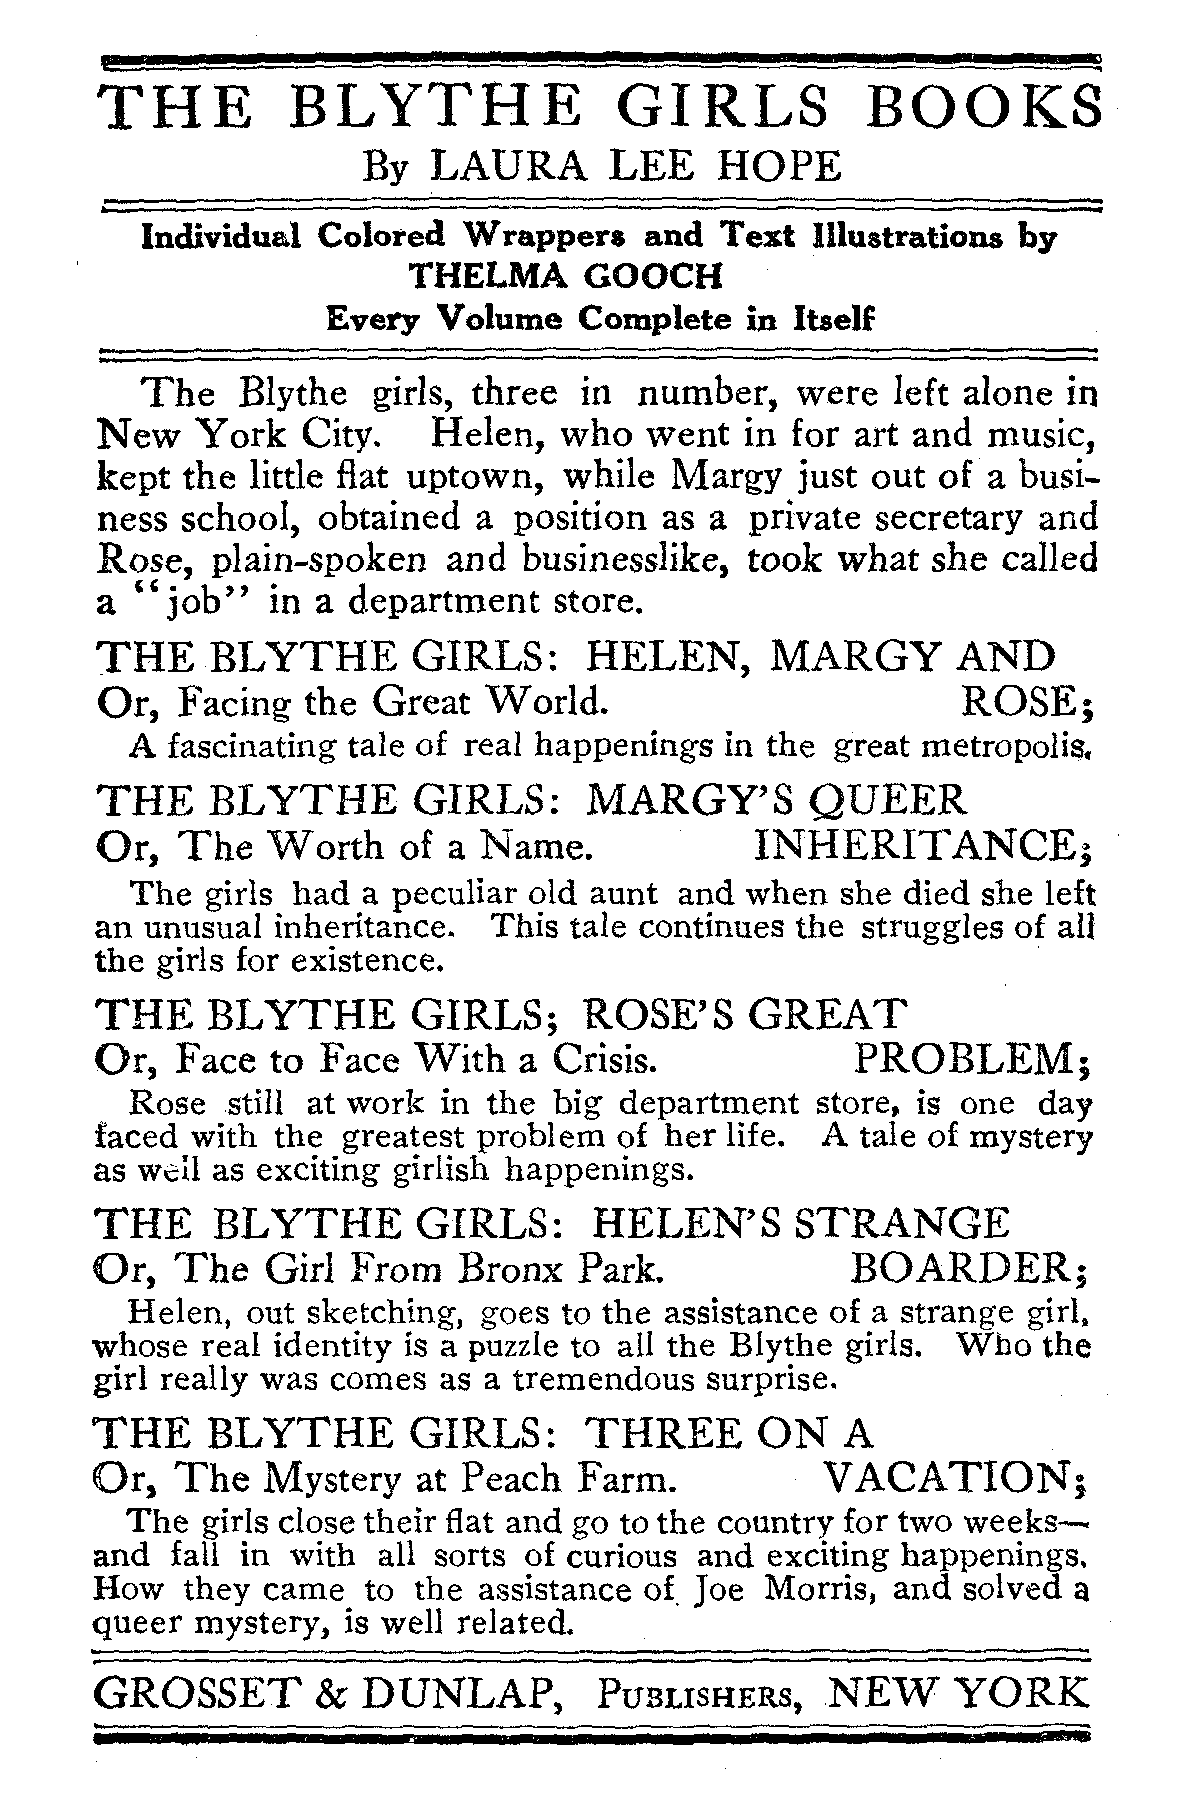 THE BLYTHE GIRLS BOOKS
By LAURA LEE HOPE
Individual Colored Wrappers and Text Illustrations by
THELMA GOOCH
Every Volume Complete in Itself
The Blythe girls, three in number, were left alone in
New York City. Helen, who went in for art and music,
kept the little flat uptown, while Margy just out of a busi-
ness school, obtained a position as a private secretary and
Rose, plain-spoken and businesslike, took what she called
a “job” in a department store.
THE BLYTHE GIRLS: HELEN, MARGY AND
Or, Facing the Great World. ROSE;
A fascinating tale of real happenings in the great metropolis.
THE BLYTHE GIRLS: MARGY'S QUEER
Or, The Worth of a Name. INHERITANCE;
The girls had a peculiar old aunt and when she died she left
an unusual inheritance. This tale continues the struggles of all
the girls for existence.
THE BLYTHE GIRLS; ROSE'S GREAT
Or, Face to Face With a Crisis. PROBLEM;
Rose still at work in the big department store, is one day
faced with the greatest problem of her life. A tale of mystery
as well as exciting girlish happenings.
THE BLYTHE GIRLS: HELEN'S STRANGE
Or, The Girl From Bronx Park. BOARDER;
Helen, out sketching, goes to the assistance of a strange girl,
whose real identity is a puzzle to all the Blythe girls. Who the
girl really was comes as a tremendous surprise.
THE BLYTHE GIRLS: THREE ON A
Or, The Mystery at Peach Farm. VACATION;
The girls close their flat and go to the country for two weeks—
and fall in with all sorts of curious and exciting happenings.
How they came to the assistance of Joe Morris, and solved a
queer mystery, is well related.
GROSSET & DUNLAP, PUBLISHERS, NEW YORK